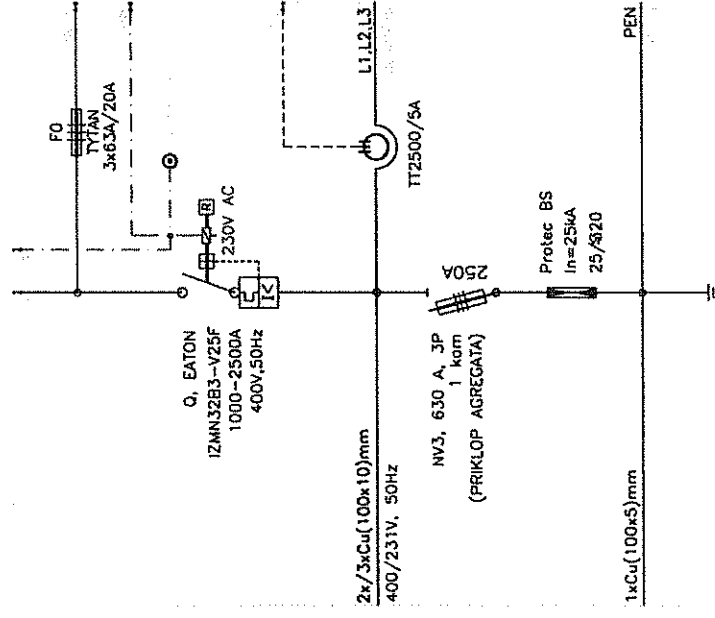 FO
TYTAN
3x63A/20A
R
230V AC
Q, EATON
IZMN32B3-V25F
1000-2500A
400V,50Hz
I<
L1,L2,L3
TT2500/5A
2x/3xCu(100x10)mm
400/231V, 50Hz
250A
NV3, 630 A, 3P
1 kom
(PRIKLOP AGREGATA)
Protec BS
In=25kA
PEN
1xCu(100x5)mm